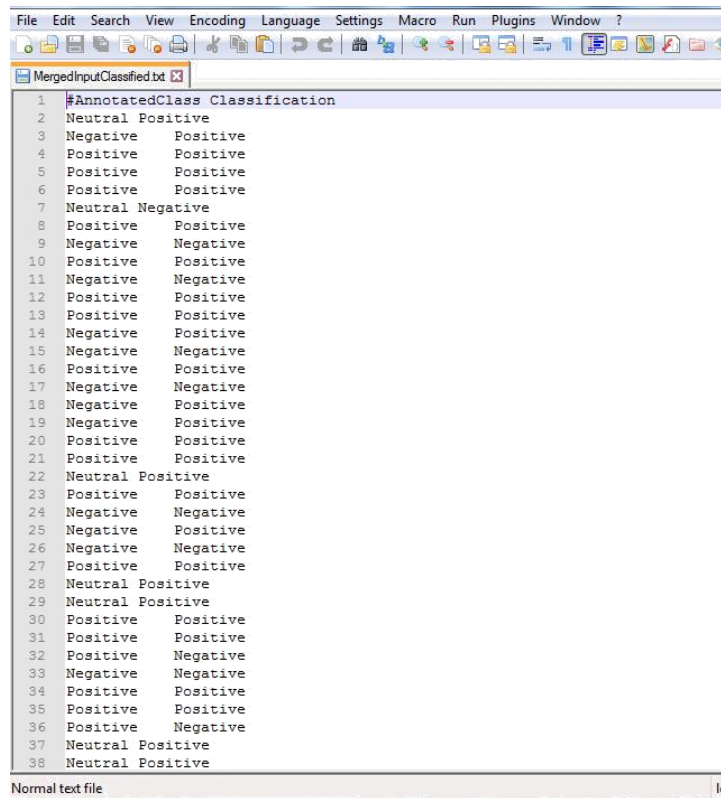 File Edit Search View Encoding Language Settings Macro Run Plugins Window ?
MergedInputClassified.txt
1 #AnnotatedClass Classification
2 Neutral Positive
3 Negative Positive
4 Positive Positive
5 Positive Positive
6 Positive Positive
7 Neutral Negative
8 Positive Positive
9 Negative Negative
10 Positive Positive
11 Negative Negative
12 Positive Positive
13 Positive Positive
14 Negative Positive
15 Negative Negative
16 Positive Positive
17 Negative Negative
18 Negative Positive
19 Negative Positive
20 Positive Positive
21 Positive Positive
22 Neutral Positive
23 Positive Positive
24 Negative Negative
25 Negative Positive
26 Negative Negative
27 Positive Positive
28 Neutral Positive
29 Neutral Positive
30 Positive Positive
31 Positive Positive
32 Positive Negative
33 Negative Negative
34 Positive Positive
35 Positive Positive
36 Positive Negative
37 Neutral Positive
38 Neutral Positive
Normal text file